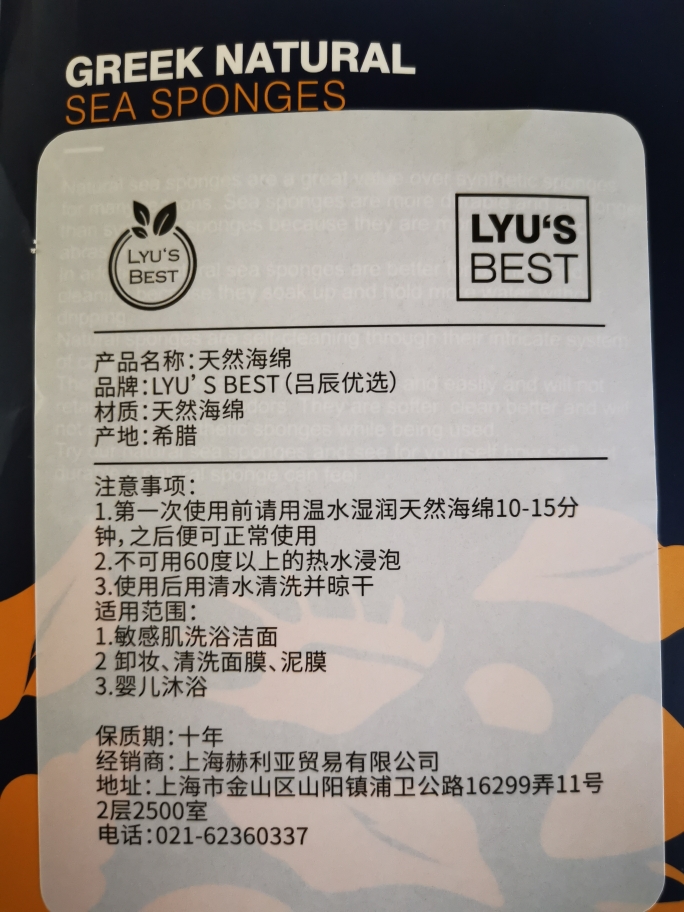 GREEK NATURAL
SEA SPONGES
LYU'S
BEST
LYU'S
BEST
产品名称:天然海绵
品牌:LYU'S BEST(吕辰优选)
材质:天然海绵
产地:希腊
注意事项:
1.第一次使用前请用温水湿润天然海绵10-15分
钟,之后便可正常使用
2.不可用60度以上的热水浸泡
3.使用后用清水清洗并晾干
适用范围:
1.敏感肌洗浴洁面
2 卸妆、清洗面膜、泥膜
3.婴儿沐浴
保质期:十年
经销商:上海赫利亚贸易有限公司
地址:上海市金山区山阳镇浦卫公路16299弄11号
2层2500室
电话:021-62360337